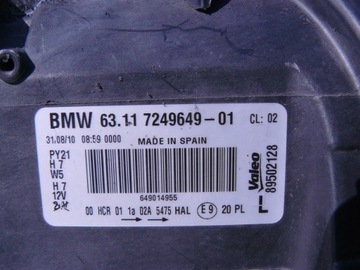 BMW 63.11 7249649-01 CL: 02
31/08/10 08:59 0000 MADE IN SPAIN
PY21
H 7
W5
H 7
12V
649014955
00 HCR 01 1a 02A 5475 HAL E9 20 PL
Valeo
89502128
L